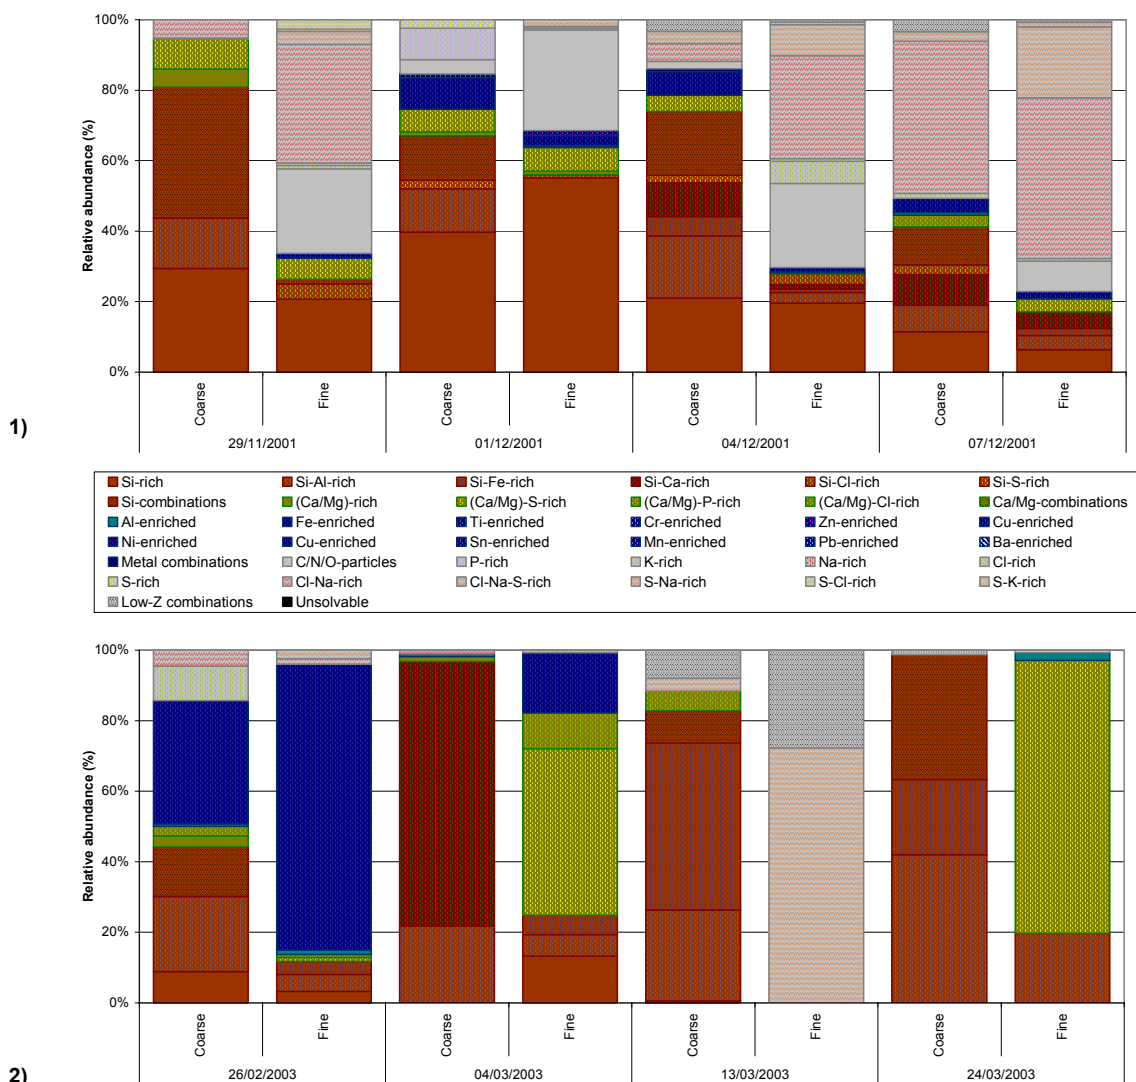 100%
80%
60%
40%
20%
0%
Relative abundance (%)
Coarse
Fine
Coarse
Fine
Coarse
Fine
Coarse
Fine
29/11/2001 01/12/2001 04/12/2001 07/12/2001
1)
Si-rich Si-Al-rich Si-Fe-rich Si-Ca-rich Si-Cl-rich Si-S-rich
Si-combinations (Ca/Mg)-rich (Ca/Mg)-S-rich (Ca/Mg)-P-rich (Ca/Mg)-Cl-rich Ca/Mg-combinations
Al-enriched Fe-enriched Ti-enriched Cr-enriched Zn-enriched Cu-enriched
Ni-enriched Cu-enriched Sn-enriched Mn-enriched Pb-enriched Ba-enriched
Metal combinations C/N/O-particles P-rich K-rich Na-rich Cl-rich
S-rich Cl-Na-rich Cl-Na-S-rich S-Na-rich S-Cl-rich S-K-rich
Low-Z combinations Unsolvable
100%
80%
60%
40%
20%
0%
Relative abundance (%)
Coarse
Fine
Coarse
Fine
Coarse
Fine
Coarse
Fine
26/02/2003 04/03/2003 13/03/2003 24/03/2003
2)